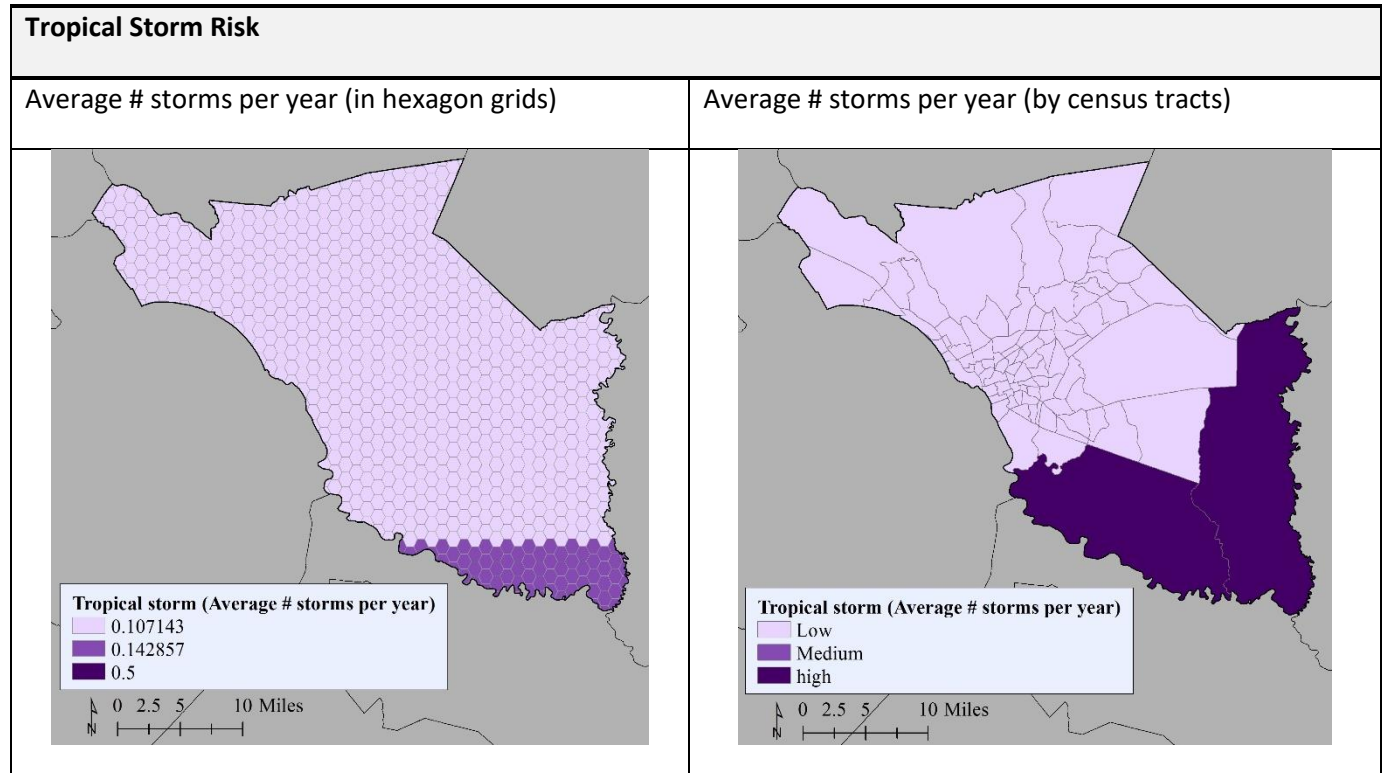 Tropical Storm Risk
Average # storms per year (in hexagon grids)
Average # storms per year (by census tracts)
Tropical storm (Average # storms per year)
0.107143
0.142857
0.5
N
0 2.5 5 10 Miles
Tropical storm (Average # storms per year)
Low
Medium
high
N
0 2.5 5 10 Miles